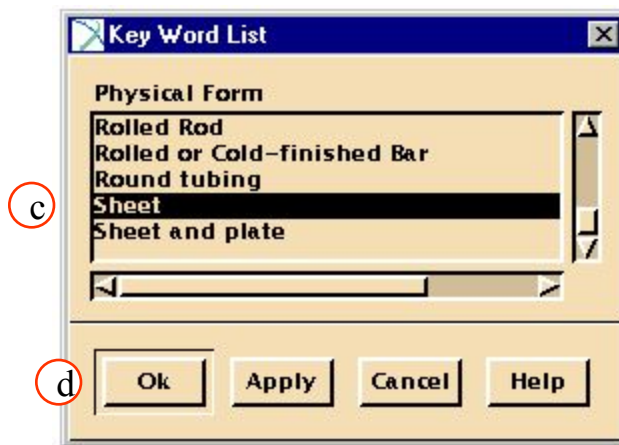 Key Word List
Physical Form
Rolled Rod
Rolled or Cold-finished Bar
Round tubing
c Sheet
Sheet and plate
d Ok Apply Cancel Help